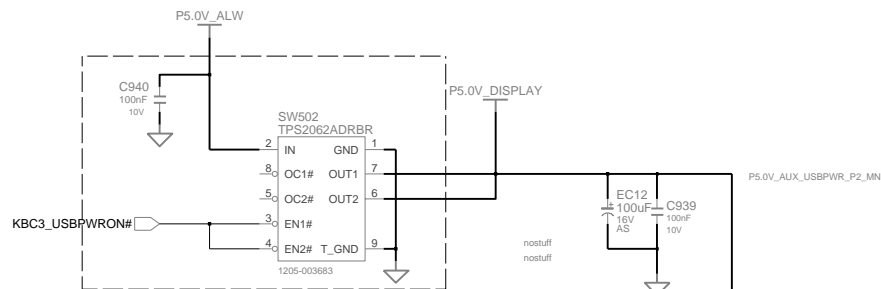 P5.0V_ALW
C940
100nF
10V
P5.0V_DISPLAY
SW502
TPS2062ADRBR
2 IN GND 1
8 OC1# OUT1 7
5 OC2# OUT2 6
3 EN1#
4 EN2# T_GND 9
1205-003683
KBC3_USBPWRON#
P5.0V_AUX_USBPWR_P2_MN
EC12
100uF
16V
AS
C939
100nF
10V
nostuff
nostuff